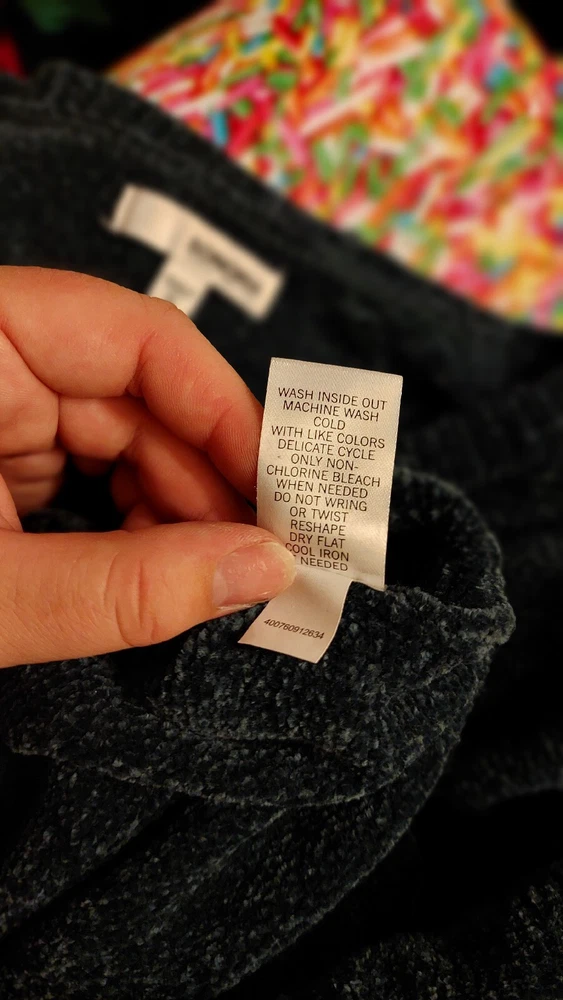 WASH INSIDE OUT
MACHINE WASH
COLD
WITH LIKE COLORS
DELICATE CYCLE
ONLY NON-
CHLORINE BLEACH
WHEN NEEDED
DO NOT WRING
OR TWIST
RESHAPE
DRY FLAT
COOL IRON
NEEDED
400760912634